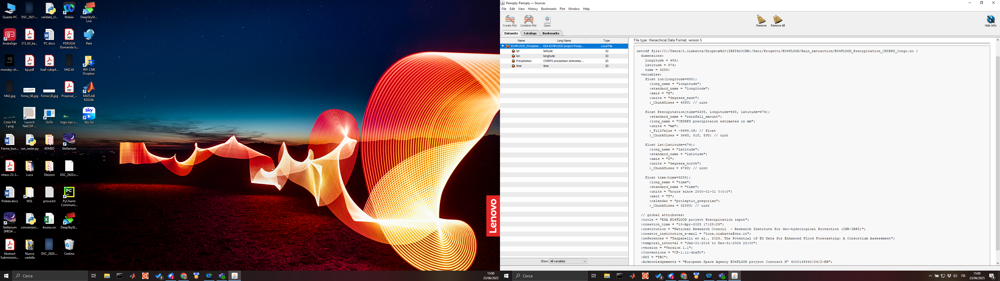 Questo PC
DSC_2621....
validate_cl...
Webex
DeepSkySt...
Live
ArubaSign
315_63_ba...
PC.docx
PERUGIA
Domanda Is...
Rete
monday-sh...
bp.pdf
hsaf-cdop4...
M42.tif
IRPI CNR
Dropbox
M42.jpg
firma_SB.jpg
Firma LB.jpg
Proposal_...
MATLAB
R2024b
Color Fill
1.png
Launch
NetCDF ...
GoTo
logo-irpi-c...
sky
Sky Go
Fanne_buo...
run_raster.py
4DMED
Stellarium
nhess-23-2...
Luca
Elezioni
DSC_2620.x...
frisbee.docx
WSL
prova.txt
PC
PyCharm
Communi...
Stellarium
(MESA ...
conversion...
bruna.csv
DeepSkySt...
Abstract
Submission...
Nuova
cartella
DSC_2620....
Cestino
Lenovo
Cerca
15:00
23/06/2025
Panoply: Panoply — Sources
File Edit View History Bookmarks Plot Window Help
Create Plot Combine Plot Open Remove Remove All Hide Info
Datasets Catalogs Bookmarks
Name Long Name Type
EO4FLOOD_Precipitat... ESA EO4FLOOD project Precip... Local File
lat latitude 1D
lon longitude 1D
Precipitation CHIRPS precipitaion estimates... 2D
time time 1D
Show: All variables
File type: Hierarchical Data Format, version 5
netcdf file:/C:/Users/l.ciabatta/Dropbox%20(IRPI%20CNR)/Dati/Progetti/EO4FLOOD/Rain_extraction/EO4FLOOD_Precipitation_CHIRPS_Congo.nc {
dimensions:
longitude = 458;
latitude = 474;
time = 3288;
variables:
float lon(longitude=458);
:long_name = "longitude";
:standard_name = "longitude";
:axis = "X";
:units = "degrees_east";
:_ChunkSizes = 458U; // uint
float Precipitation(time=3288, longitude=458, latitude=474);
:standard_name = "rainfall_amount";
:long_name = "CHIRPS precipitaion estimates in mm";
:units = "mm";
:_FillValue = -9999.0f; // float
:_ChunkSizes = 366U, 51U, 53U; // uint
float lat(latitude=474);
:long_name = "latitude";
:standard_name = "latitude";
:axis = "Y";
:units = "degrees_north";
:_ChunkSizes = 474U; // uint
float time(time=3288);
:long_name = "time";
:standard_name = "time";
:units = "hours since 2000-01-01 0:0:0";
:axit = "T";
:calendar = "proleptic_gregorian";
:_ChunkSizes = 3288U; // uint
// global attributes:
:title = "ESA EO4FLOOD project Precipitation input";
:creation_time = "10-Apr-2025 17:28:29";
:institution = "National Research Council  - Research Institute for Geo-hydrological Protection (CNR-IRPI)";
:creator_institution_e-mail = "luca.ciabatta@cnr.it";
:references = "Tarpanelli et al., 2025. The Potential of EO Data for Enhanced Flood Forecasting: A Consortium Assessment";
:temporal_interval = "Jan-01-2016 to Dec-31-2024 23:00";
:version = "Version 1.1";
:Conventions = "CF-1.11-draft";
:DOI = "TBC";
:Acknowledgements = "European Space Agency EO4FLOOD project Contract N° 4000145540/24/I-EB";
Cerca
ITA
15:00
23/06/2025